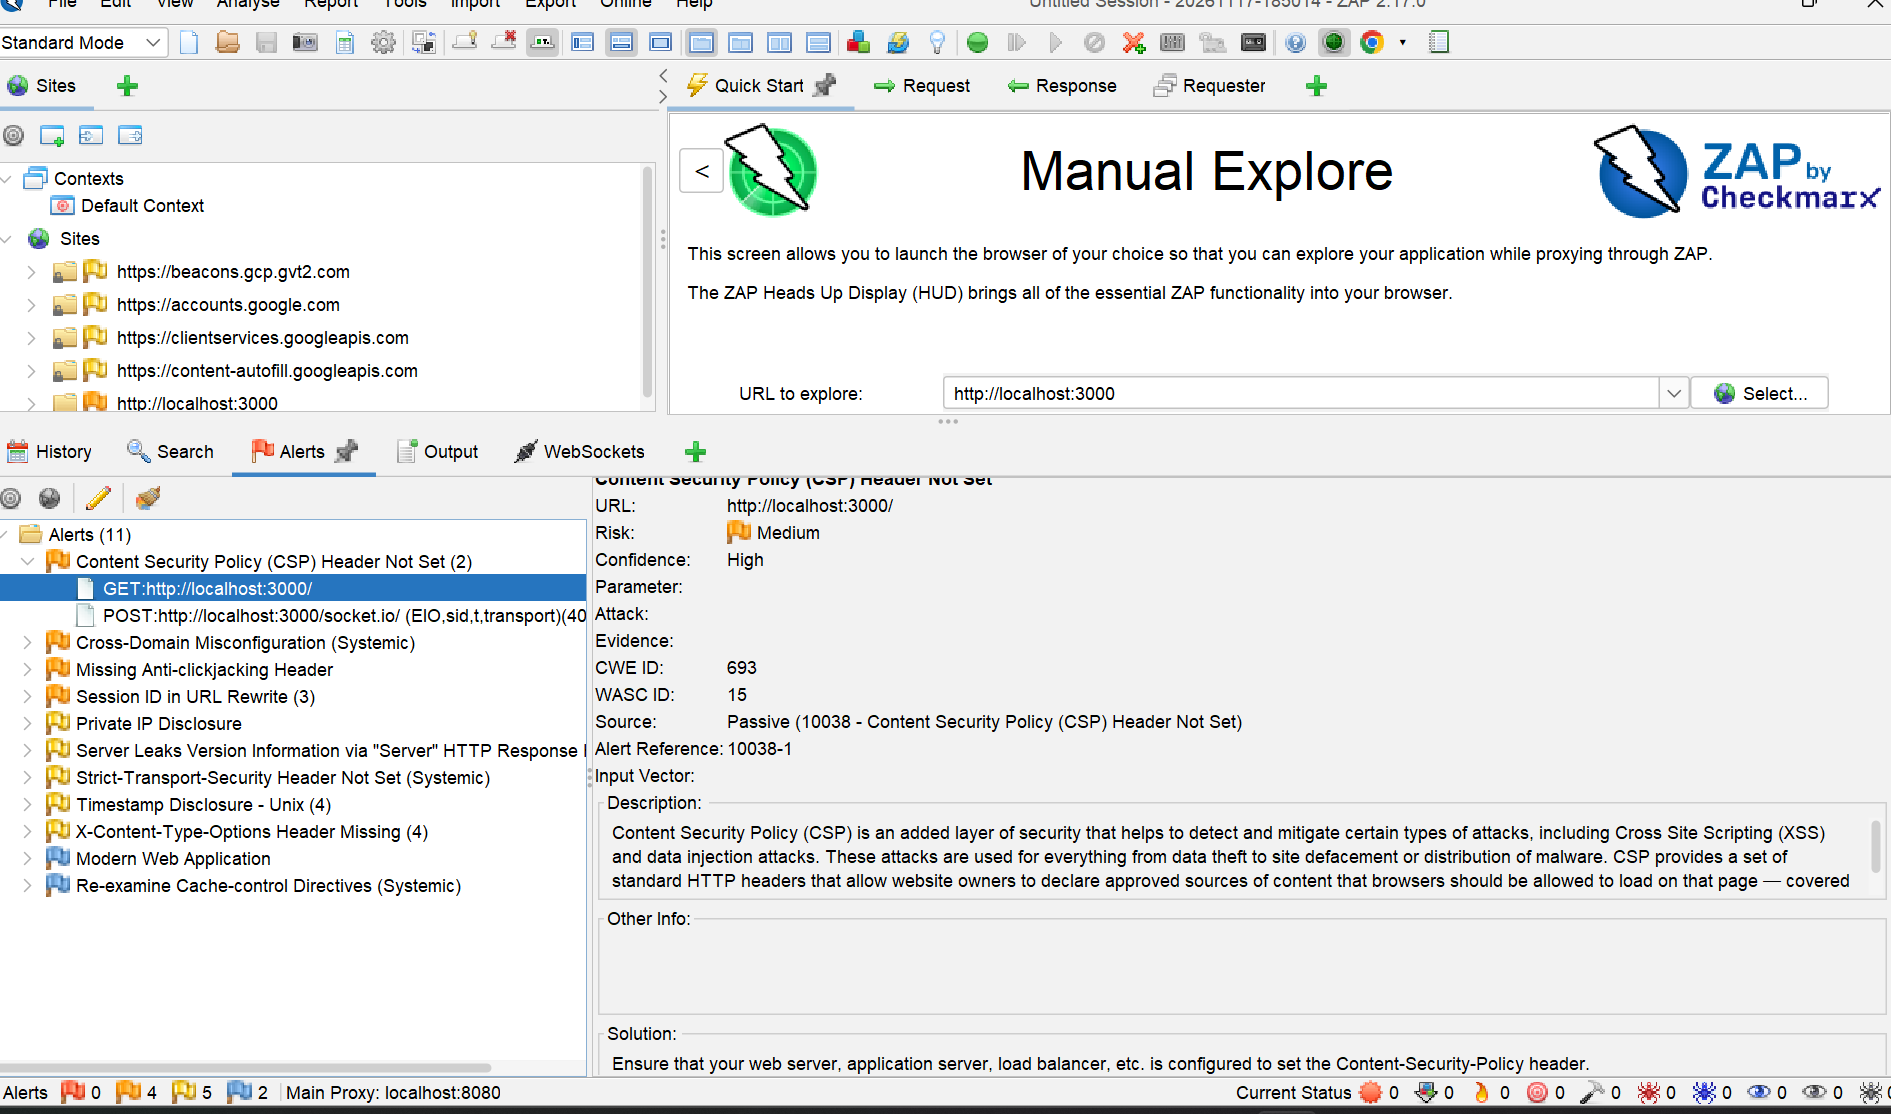 File Edit View Analyse Report Tools Import Export Online Help Untitled Session - 20261117-185014 - ZAP 2.17.0
Standard Mode
Sites
Quick Start Request Response Requester
<
Manual Explore
ZAP by
Checkmarx
Contexts
Default Context
Sites
https://beacons.gcp.gvt2.com
https://accounts.google.com
https://clientservices.googleapis.com
https://content-autofill.googleapis.com
http://localhost:3000
This screen allows you to launch the browser of your choice so that you can explore your application while proxying through ZAP.
The ZAP Heads Up Display (HUD) brings all of the essential ZAP functionality into your browser.
URL to explore: http://localhost:3000 Select...
History Search Alerts Output WebSockets
Alerts (11)
Content Security Policy (CSP) Header Not Set (2)
GET:http://localhost:3000/
POST:http://localhost:3000/socket.io/ (EIO,sid,t,transport)(40
Cross-Domain Misconfiguration (Systemic)
Missing Anti-clickjacking Header
Session ID in URL Rewrite (3)
Private IP Disclosure
Server Leaks Version Information via "Server" HTTP Response
Strict-Transport-Security Header Not Set (Systemic)
Timestamp Disclosure - Unix (4)
X-Content-Type-Options Header Missing (4)
Modern Web Application
Re-examine Cache-control Directives (Systemic)
Content Security Policy (CSP) Header Not Set
URL: http://localhost:3000/
Risk: Medium
Confidence: High
Parameter:
Attack:
Evidence:
CWE ID: 693
WASC ID: 15
Source: Passive (10038 - Content Security Policy (CSP) Header Not Set)
Alert Reference: 10038-1
Input Vector:
Description:
Content Security Policy (CSP) is an added layer of security that helps to detect and mitigate certain types of attacks, including Cross Site Scripting (XSS)
and data injection attacks. These attacks are used for everything from data theft to site defacement or distribution of malware. CSP provides a set of
standard HTTP headers that allow website owners to declare approved sources of content that browsers should be allowed to load on that page — covered
Other Info:
Solution:
Ensure that your web server, application server, load balancer, etc. is configured to set the Content-Security-Policy header.
Alerts 0 4 5 2 Main Proxy: localhost:8080 Current Status 0 0 0 0 0 0 0 0 0